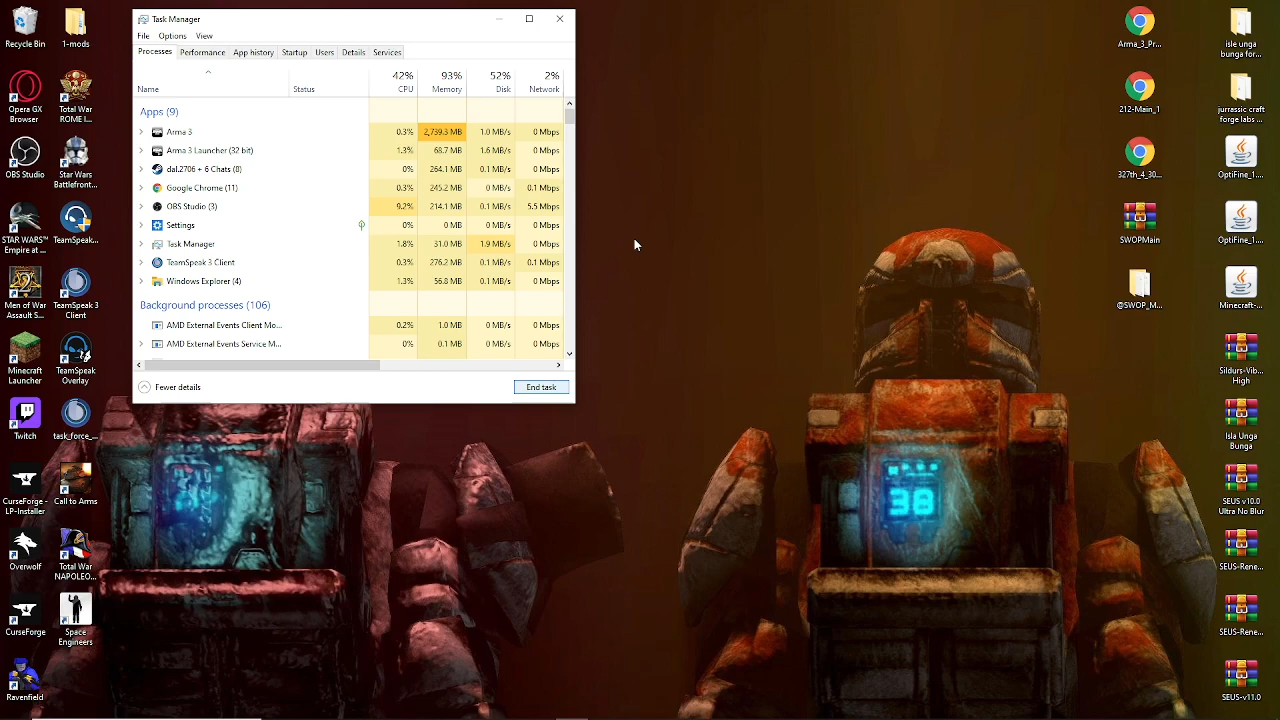 Recycle Bin
1-mods
Opera GX
Browser
Total War
ROME I...
OBS Studio
Star Wars
Battlefront...
STAR WARS™
Empire at ...
TeamSpeak...
Men of War
Assault S...
TeamSpeak 3
Client
Minecraft
Launcher
TeamSpeak
Overlay
Twitch
task_force_...
CurseForge -
LP-Installer
Call to Arms
Overwolf
Total War
NAPOLEO...
CurseForge
Space
Engineers
Ravenfield
Task Manager
File Options View
Processes Performance App history Startup Users Details Services
42% 93% 52% 2%
Name Status CPU Memory Disk Network
Apps (9)
Arma 3 0.3% 2,739.3 MB 1.0 MB/s 0 Mbps
Arma 3 Launcher (32 bit) 1.3% 68.7 MB 1.6 MB/s 0 Mbps
dal.2706 + 6 Chats (8) 0% 264.1 MB 0.1 MB/s 0 Mbps
Google Chrome (11) 0.3% 245.2 MB 0 MB/s 0.1 Mbps
OBS Studio (3) 9.2% 214.1 MB 0.1 MB/s 5.5 Mbps
Settings 0% 0 MB 0 MB/s 0 Mbps
Task Manager 1.8% 31.0 MB 1.9 MB/s 0 Mbps
TeamSpeak 3 Client 0.3% 276.2 MB 0.1 MB/s 0.1 Mbps
Windows Explorer (4) 1.3% 56.8 MB 0.1 MB/s 0 Mbps
Background processes (106)
AMD External Events Client Mo... 0.2% 1.0 MB 0 MB/s 0 Mbps
AMD External Events Service M... 0% 0.1 MB 0 MB/s 0 Mbps
Fewer details
End task
38
Arma_3_Pr...
isle unga
bunga for...
212-Main_1
jurrassic craft
forge labs ...
327th_4_30...
OptiFine_1....
SWOPMain
OptiFine_1....
@SWOP_M...
Minecraft-...
Sildurs-Vib...
High
Isla Unga
Bunga
SEUS v10.0
Ultra No Blur
SEUS-Rene...
SEUS-Rene...
SEUS-v11.0